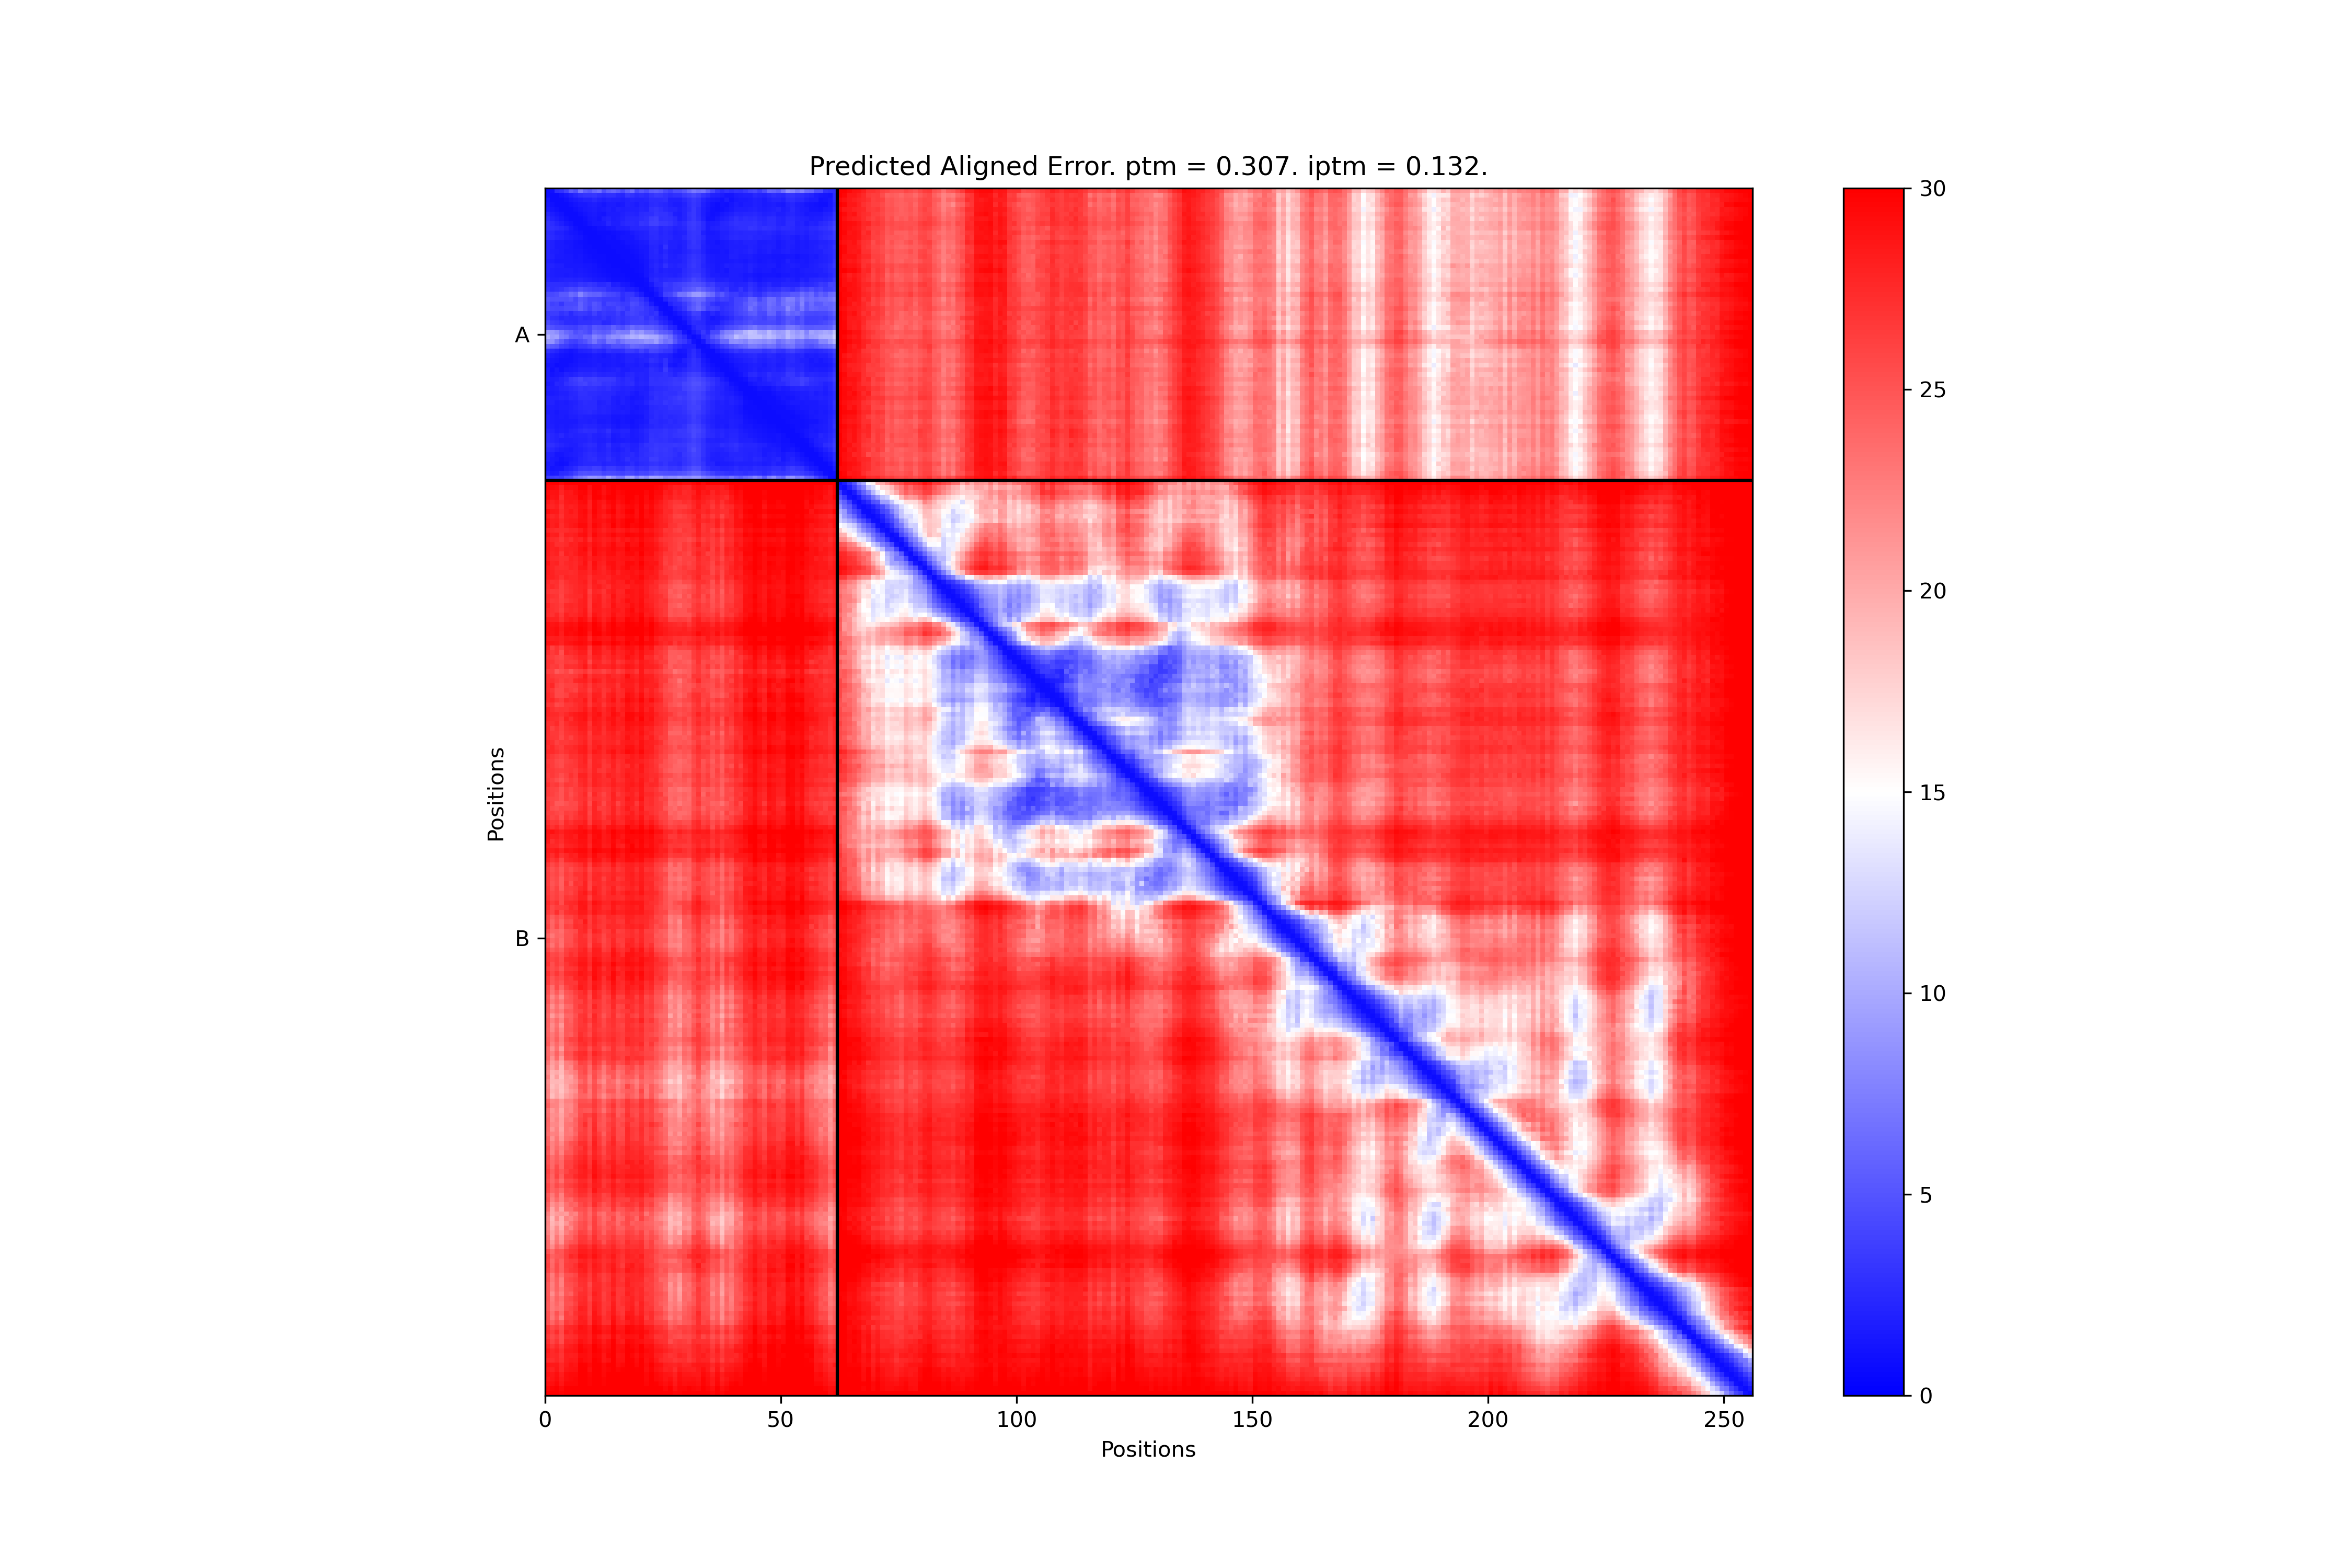 Predicted Aligned Error. ptm = 0.307. iptm = 0.132.
A
B
Positions
0
50
100
150
200
250
Positions
30
25
20
15
10
5
0